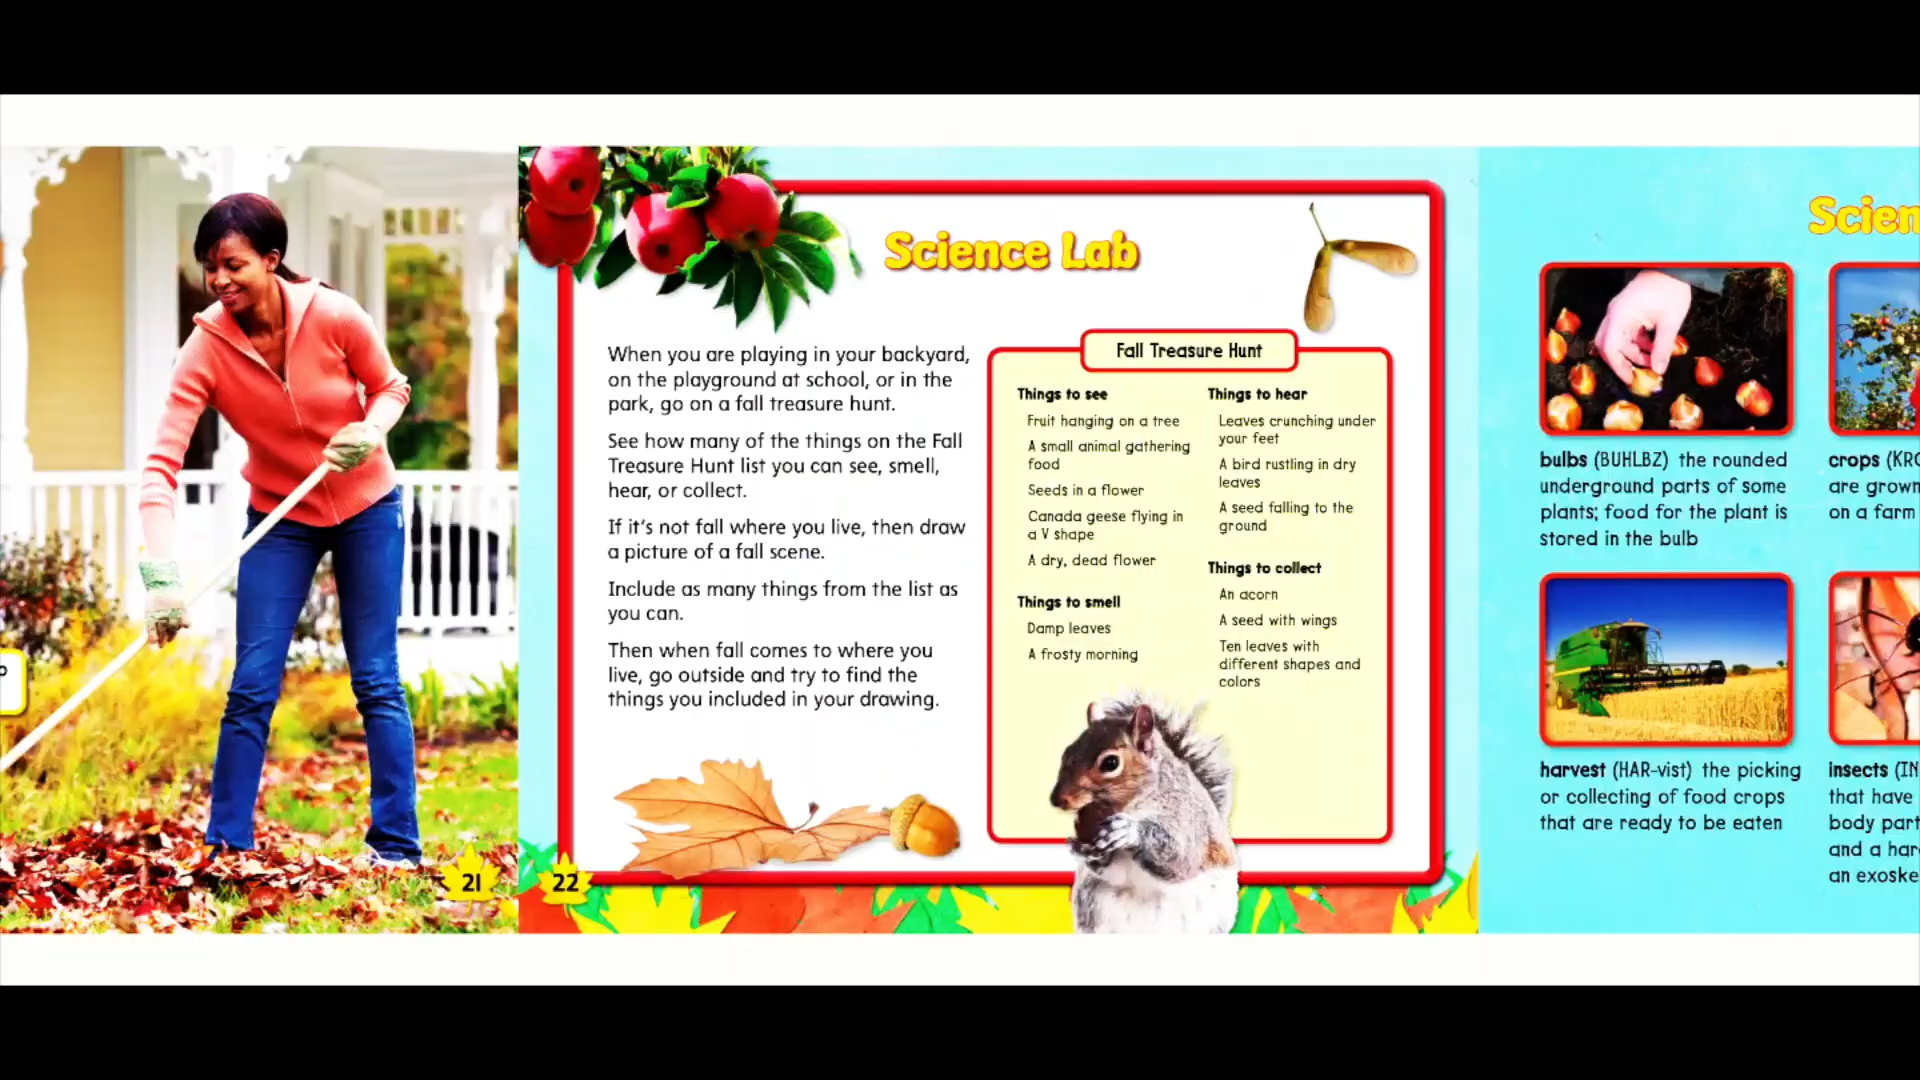 21
22
Science Lab
When you are playing in your backyard,
on the playground at school, or in the
park, go on a fall treasure hunt.
See how many of the things on the Fall
Treasure Hunt list you can see, smell,
hear, or collect.
If it's not fall where you live, then draw
a picture of a fall scene.
Include as many things from the list as
you can.
Then when fall comes to where you
live, go outside and try to find the
things you included in your drawing.
Fall Treasure Hunt
Things to see
Fruit hanging on a tree
A small animal gathering
food
Seeds in a flower
Canada geese flying in
a V shape
A dry, dead flower
Things to smell
Damp leaves
A frosty morning
Things to hear
Leaves crunching under
your feet
A bird rustling in dry
leaves
A seed falling to the
ground
Things to collect
An acorn
A seed with wings
Ten leaves with
different shapes and
colors
Scien
bulbs (BUHLBZ) the rounded
underground parts of some
plants; food for the plant is
stored in the bulb
crops (KRO
are grown
on a farm
harvest (HAR-vist) the picking
or collecting of food crops
that are ready to be eaten
insects (IN
that have
body part
and a har
an exoske